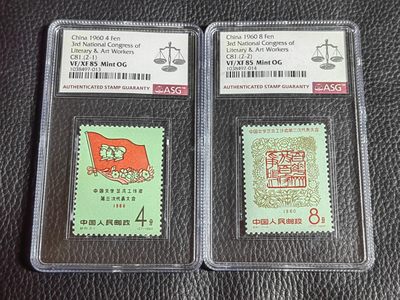 China 1960 4 Fen
3rd National Congress of
Literary & Art Workers
C81 (2-1)
VF/XF 85 Mint OG
1038897-013
AUTHENTICATED STAMP GUARANTY
ASG
中国文学艺术工作者
第三次代表大会
1960
中国人民邮政
4分
China 1960 8 Fen
3rd National Congress of
Literary & Art Workers
C81 (2-2)
VF/XF 85 Mint OG
1038897-014
AUTHENTICATED STAMP GUARANTY
ASG
中国文学艺术工作者第三次代表大会
1960
中国人民邮政
8分